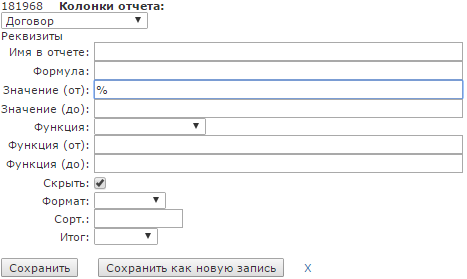 181968 Колонки отчета:
Договор
Реквизиты
Имя в отчете:
Формула:
Значение (от): %
Значение (до):
Функция:
Функция (от):
Функция (до):
Скрыть:
Формат:
Сорт.:
Итог:
Сохранить Сохранить как новую запись X